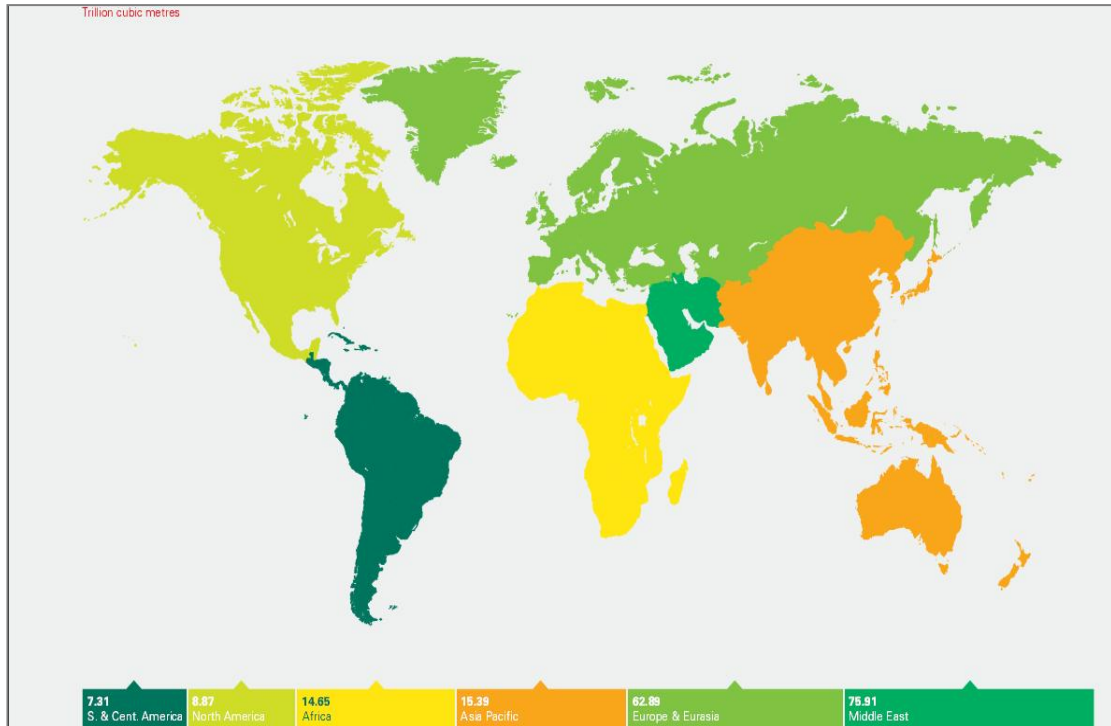 Trillion cubic metres
7.31
S. & Cent. America
8.87
North America
14.65
Africa
15.39
Asia Pacific
62.89
Europe & Eurasia
75.91
Middle East